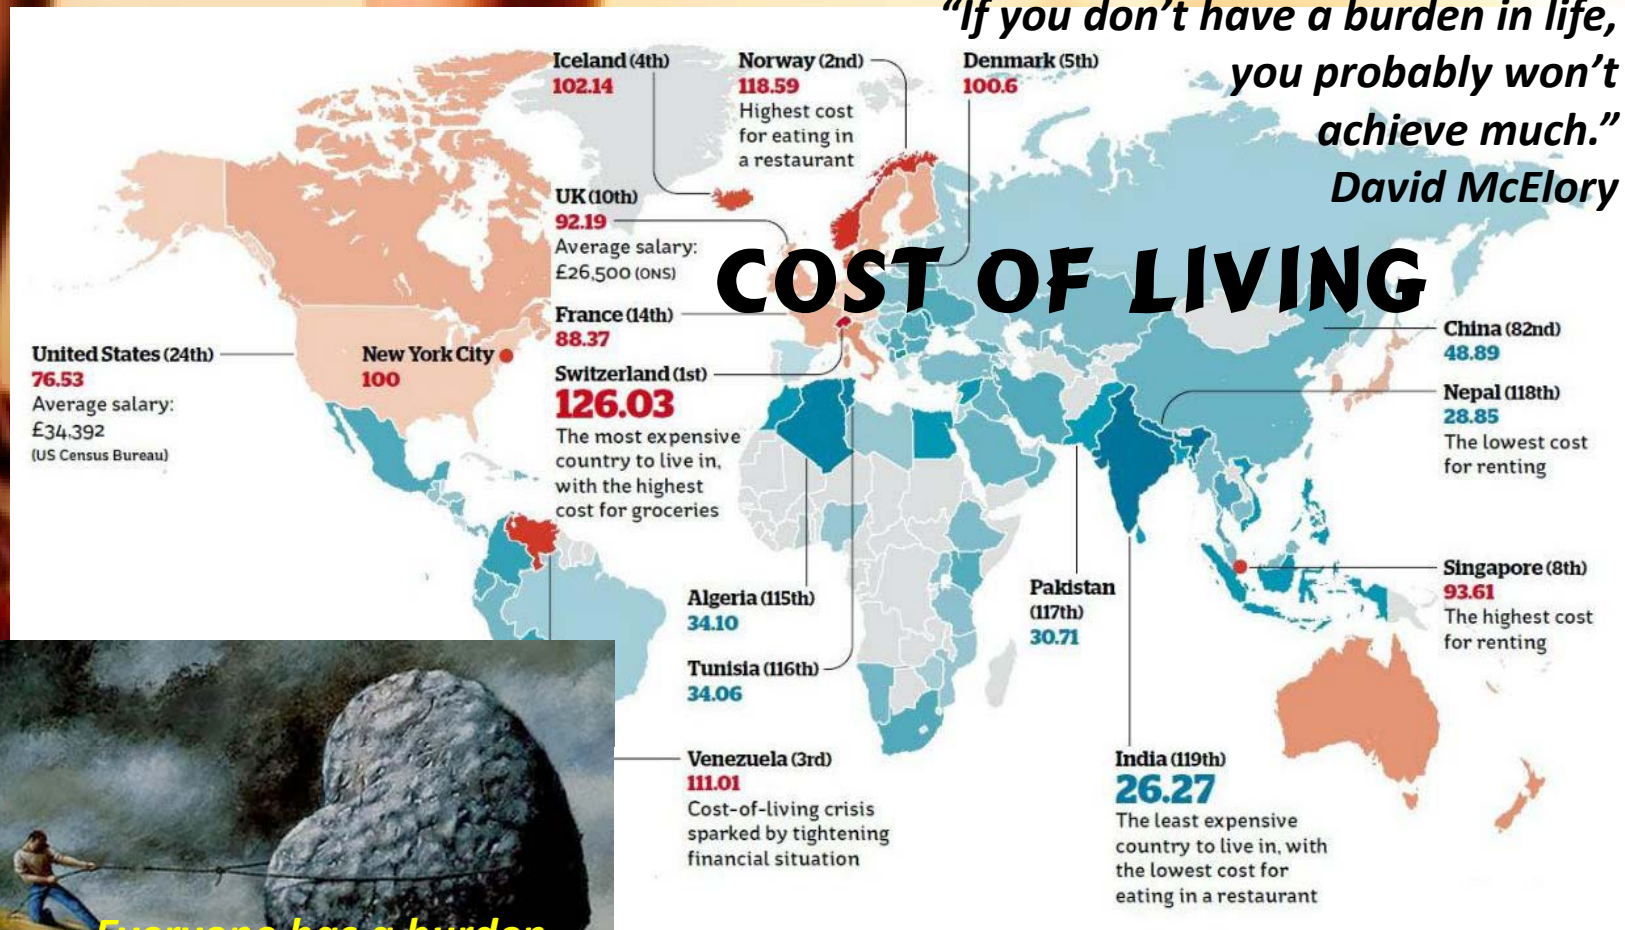 “If you don’t have a burden in life,
you probably won’t
achieve much.”
David McElory
COST OF LIVING
Iceland (4th)
102.14
Norway (2nd)
118.59
Highest cost
for eating in
a restaurant
Denmark (5th)
100.6
UK (10th)
92.19
Average salary:
£26,500 (ONS)
France (14th)
88.37
Switzerland (1st)
126.03
The most expensive
country to live in,
with the highest
cost for groceries
United States (24th)
76.53
Average salary:
£34,392
(US Census Bureau)
New York City
100
China (82nd)
48.89
Nepal (118th)
28.85
The lowest cost
for renting
Singapore (8th)
93.61
The highest cost
for renting
Algeria (115th)
34.10
Tunisia (116th)
34.06
Pakistan
(117th)
30.71
Venezuela (3rd)
111.01
Cost-of-living crisis
sparked by tightening
financial situation
India (119th)
26.27
The least expensive
country to live in, with
the lowest cost for
eating in a restaurant
Everyone has a burden